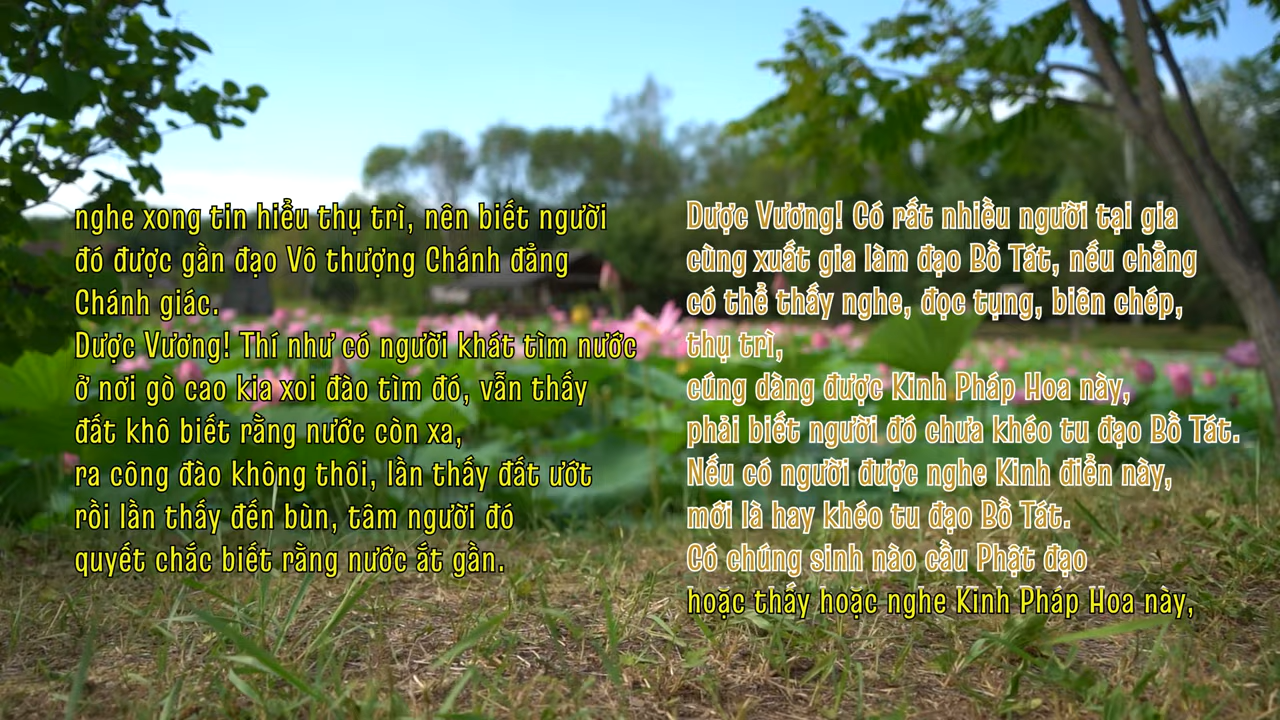 nghe xong tin hiểu thụ trì, nên biết người
đó được gần đạo Vô thượng Chánh đẳng
Chánh giác.
Dược Vương! Thí như có người khát tìm nước
ở nơi gò cao kia xoi đào tìm đó, vẫn thấy
đất khô biết rằng nước còn xa,
ra công đào không thôi, lần thấy đất ướt
rồi lần thấy đến bùn, tâm người đó
quyết chắc biết rằng nước ắt gần.
Dược Vương! Có rất nhiều người tại gia
cùng xuất gia làm đạo Bồ Tát, nếu chẳng
có thể thấy nghe, đọc tụng, biên chép,
thụ trì,
cúng dàng được Kinh Pháp Hoa này,
phải biết người đó chưa khéo tu đạo Bồ Tát.
Nếu có người được nghe Kinh điển này,
mới là hay khéo tu đạo Bồ Tát.
Có chúng sinh nào cầu Phật đạo
hoặc thấy hoặc nghe Kinh Pháp Hoa này,